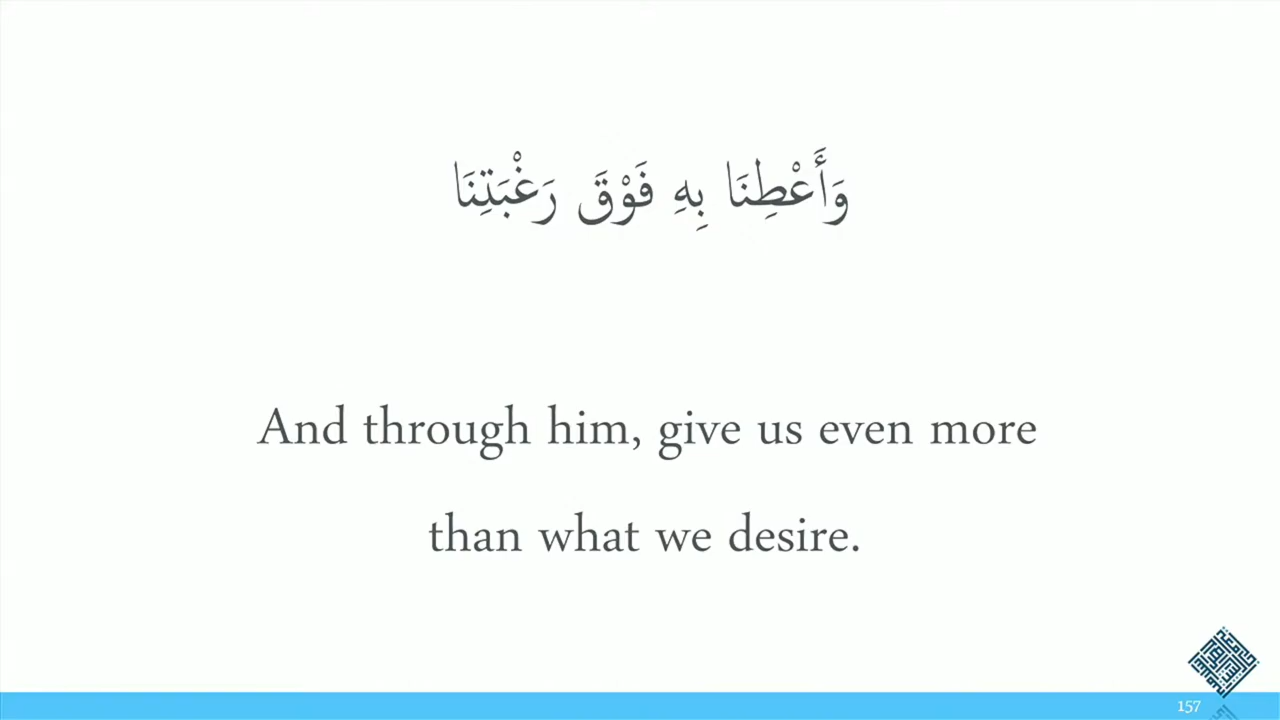 وَأَعْطِنَا بِهِ فَوْقَ رَغْبَتِنَا
And through him, give us even more
than what we desire.
157